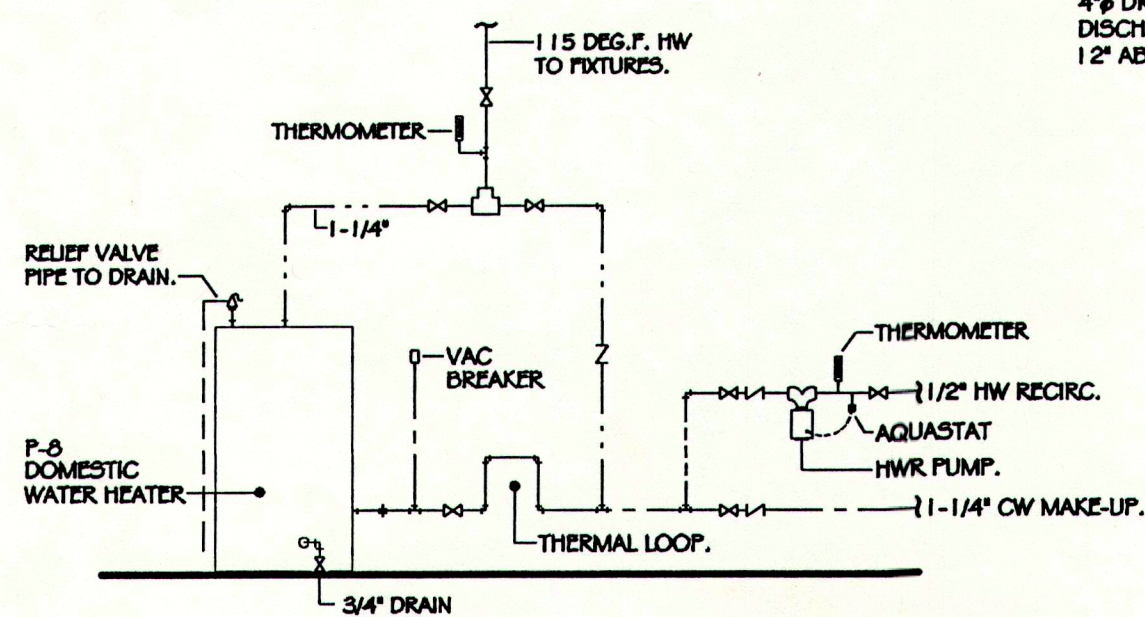 4"ø
DISCH
12"
115 DEG.F. HW
TO FIXTURES.
THERMOMETER
1-1/4"
RELIEF VALVE
PIPE TO DRAIN.
VAC
BREAKER
THERMOMETER
1/2" HW RECIRC.
AQUASTAT
HWR PUMP.
P-8
DOMESTIC
WATER HEATER
1-1/4" CW MAKE-UP.
THERMAL LOOP.
3/4" DRAIN